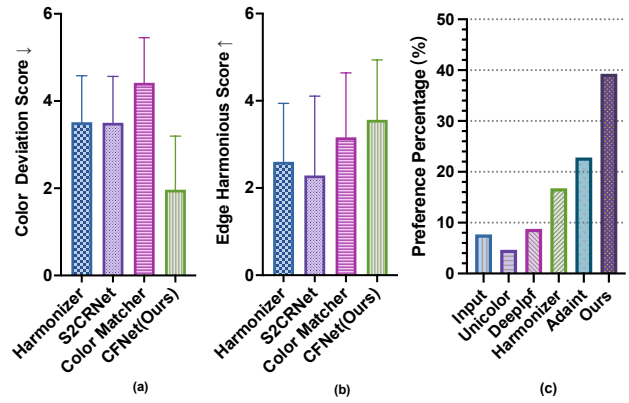 Color Deviation Score ↓
6
4
2
0
Harmonizer
S2CRNet
Color Matcher
CFNet(Ours)
(a)
Edge Harmonious Score ↑
6
4
2
0
Harmonizer
S2CRNet
Color Matcher
CFNet(Ours)
(b)
Preference Percentage (%)
50
40
30
20
10
0
Input
Unicolor
Deeplpf
Harmonizer
Adaint
Ours
(c)